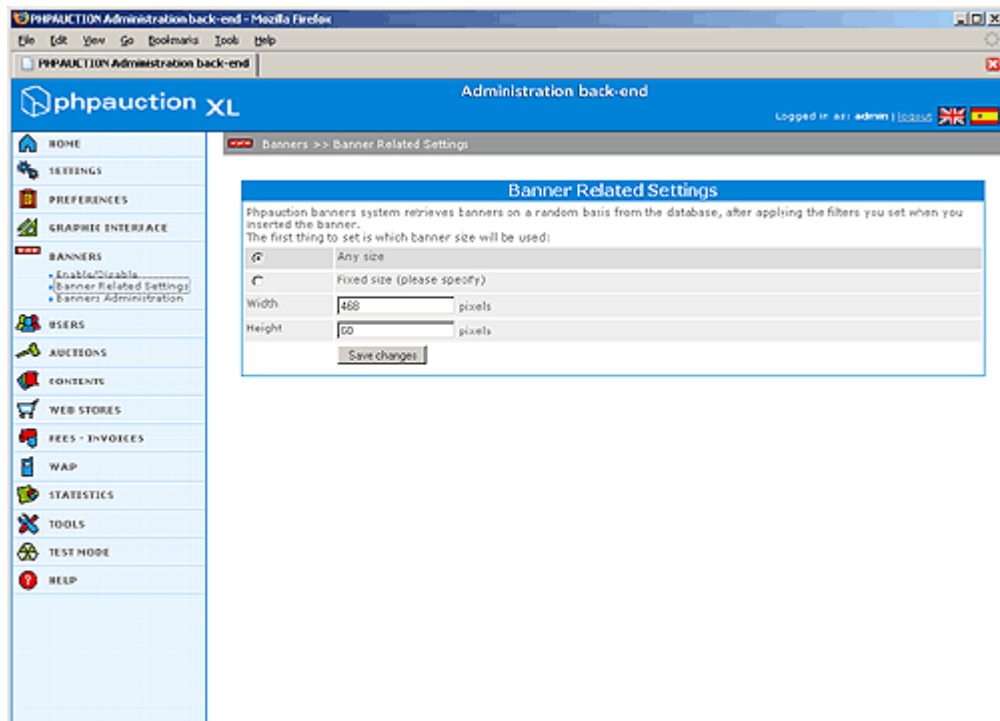 PHPAUCTION Administration back-end - Mozilla Firefox
File Edit View Go Bookmarks Tools Help
PHPAUCTION Administration back-end
phpauction XL
Administration back-end
Logged in as: admin | logout
HOME
SETTINGS
PREFERENCES
GRAPHIC INTERFACE
BANNERS
Enable/Disable
Banner Related Settings
Banners Administration
USERS
AUCTIONS
CONTENTS
WEB STORES
FEES - INVOICES
WAP
STATISTICS
TOOLS
TEST MODE
HELP
Banners >> Banner Related Settings
Banner Related Settings
Phpauction banners system retrieves banners on a random basis from the database, after applying the filters you set when you
inserted the banner.
The first thing to set is which banner size will be used:
Any size
Fixed size (please specify)
Width 468 pixels
Height 60 pixels
Save changes